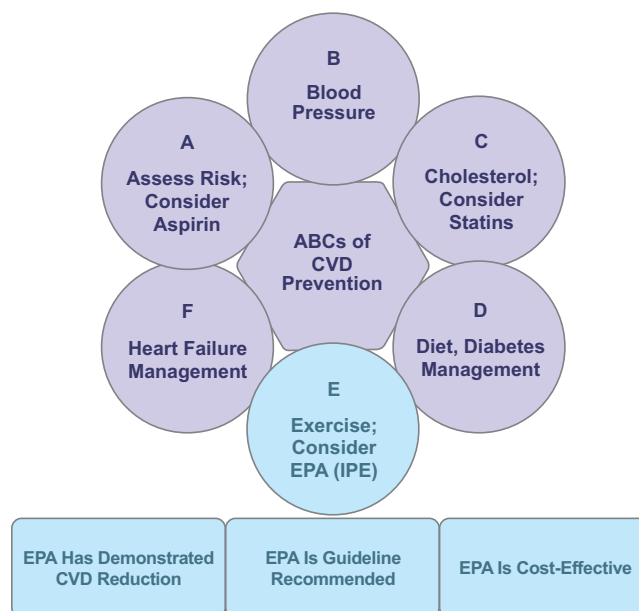 B
Blood
Pressure
A
Assess Risk;
Consider
Aspirin
C
Cholesterol;
Consider
Statins
ABCs of
CVD
Prevention
F
Heart Failure
Management
D
Diet, Diabetes
Management
E
Exercise;
Consider
EPA (IPE)
EPA Has Demonstrated
CVD Reduction
EPA Is Guideline
Recommended
EPA Is Cost-Effective